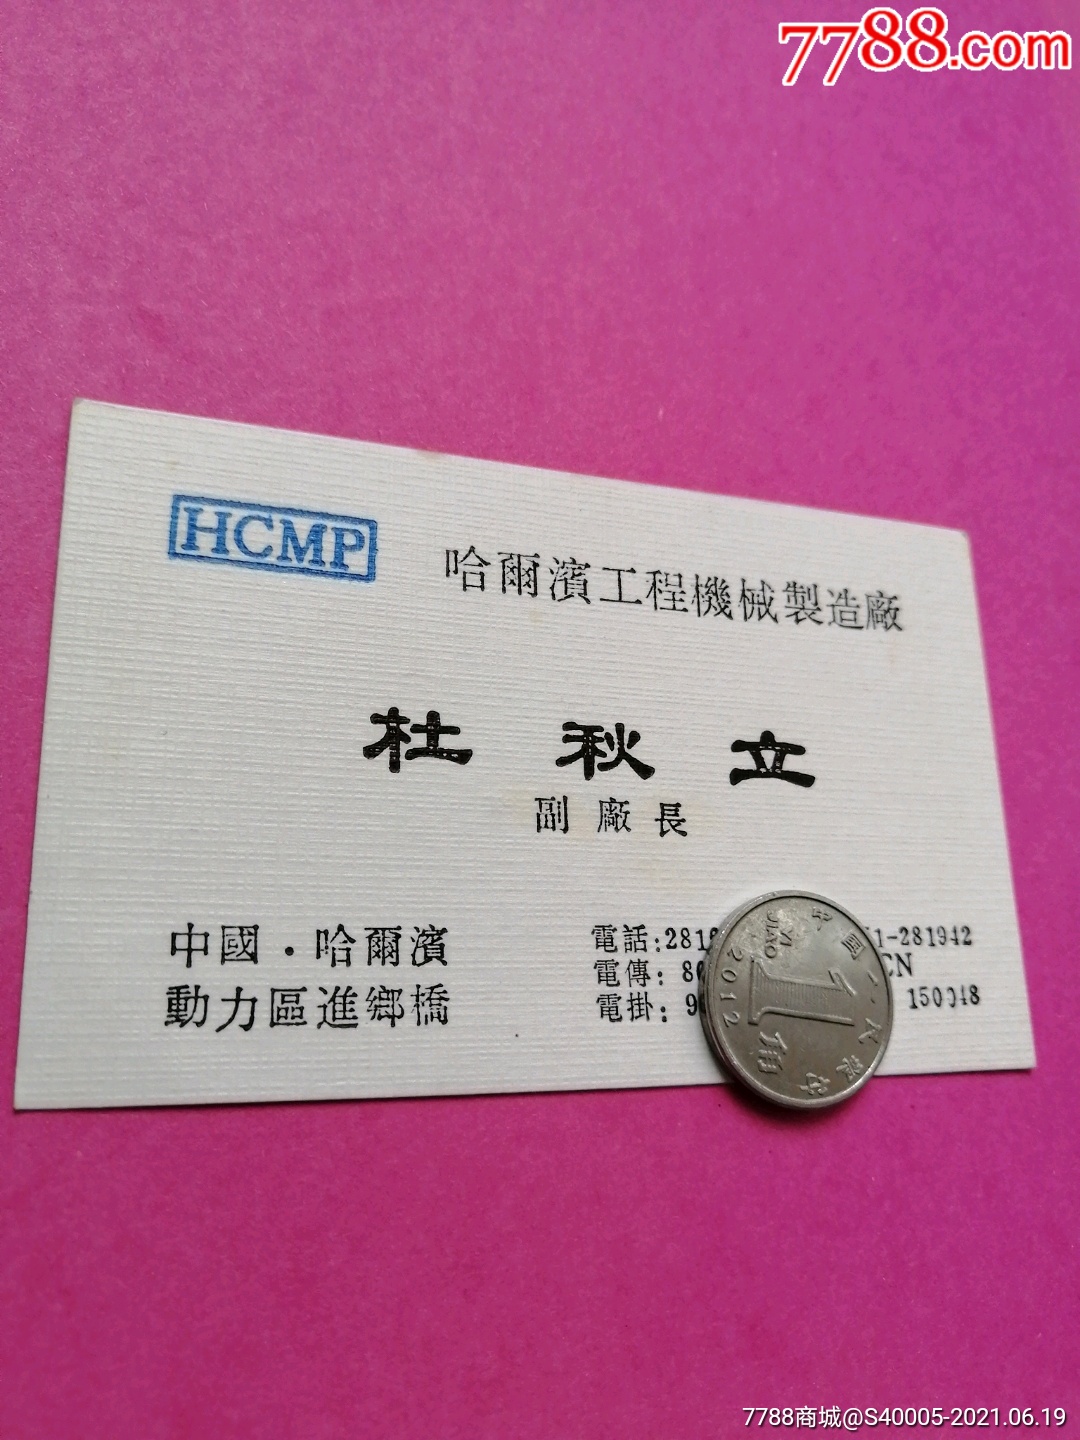 7788.com
HCMP
哈爾濱工程機械製造廠
杜秋立
副廠長
中國·哈爾濱
動力區進鄉橋
電話:281 1-281942
電傳: 80 CN
電掛: 9 150048
中國人民銀行
YI JIAO
1角
2012
7788商城@S40005-2021.06.19